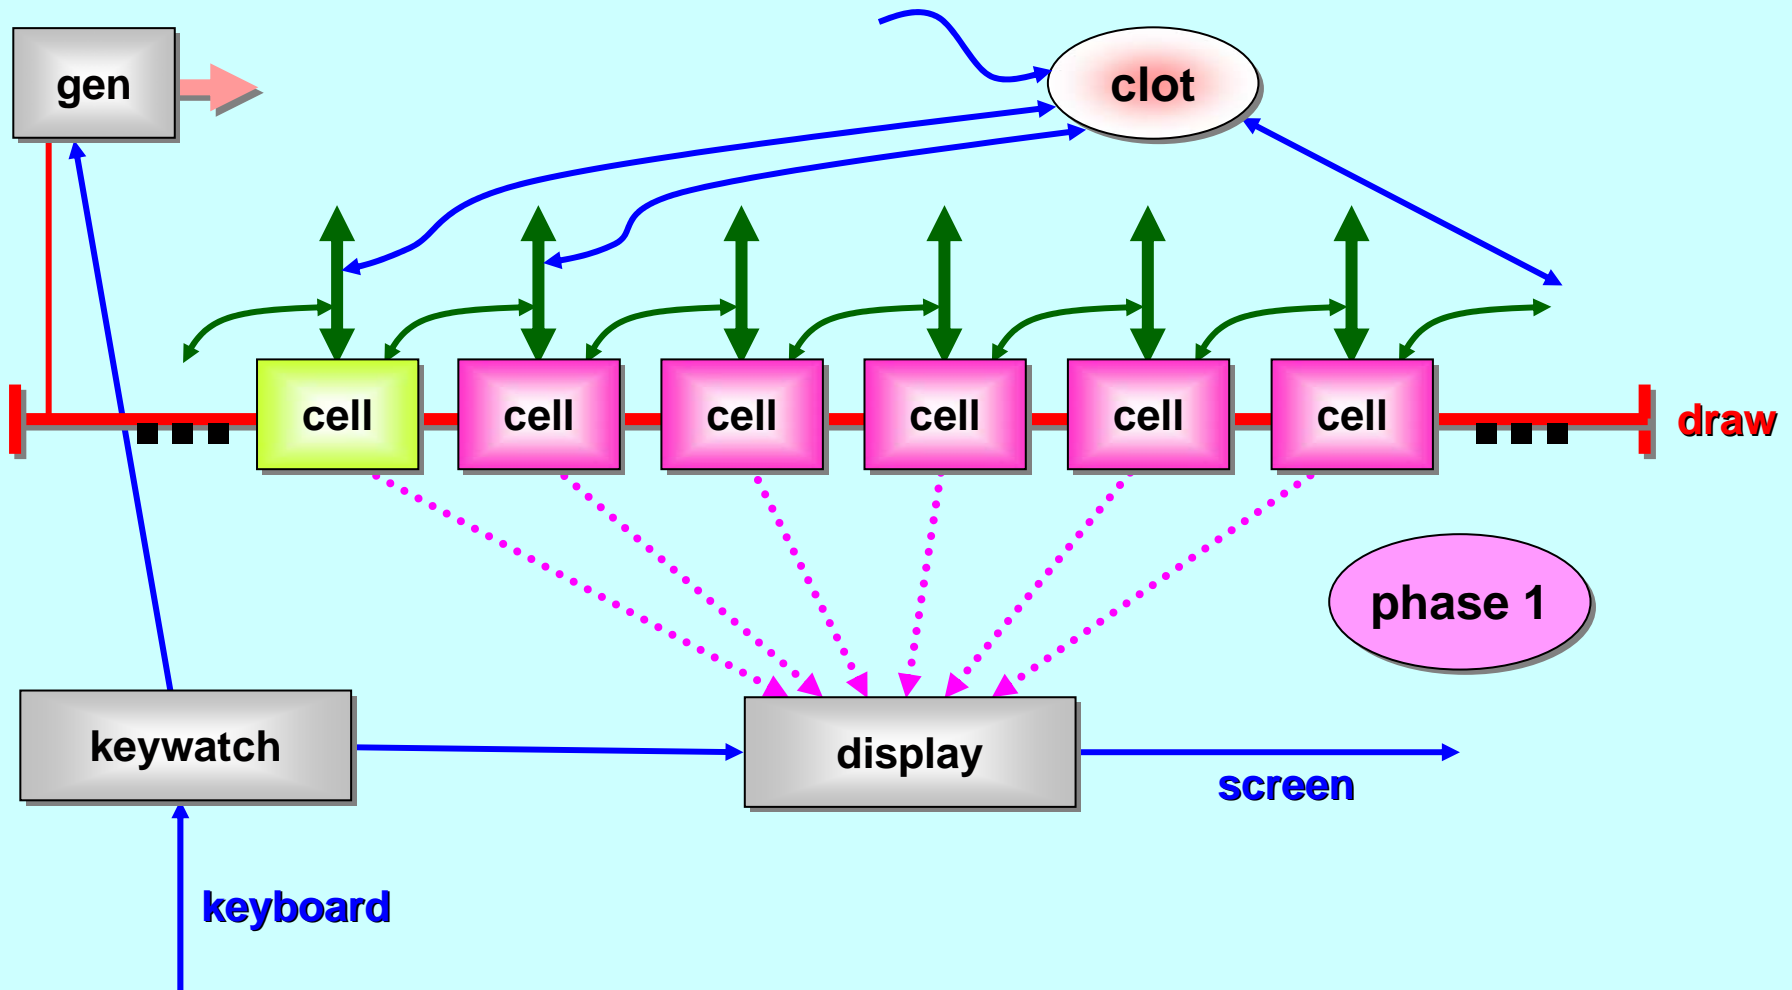 gen
clot
cell
cell
cell
cell
cell
cell
draw
phase 1
keywatch
display
screen
keyboard